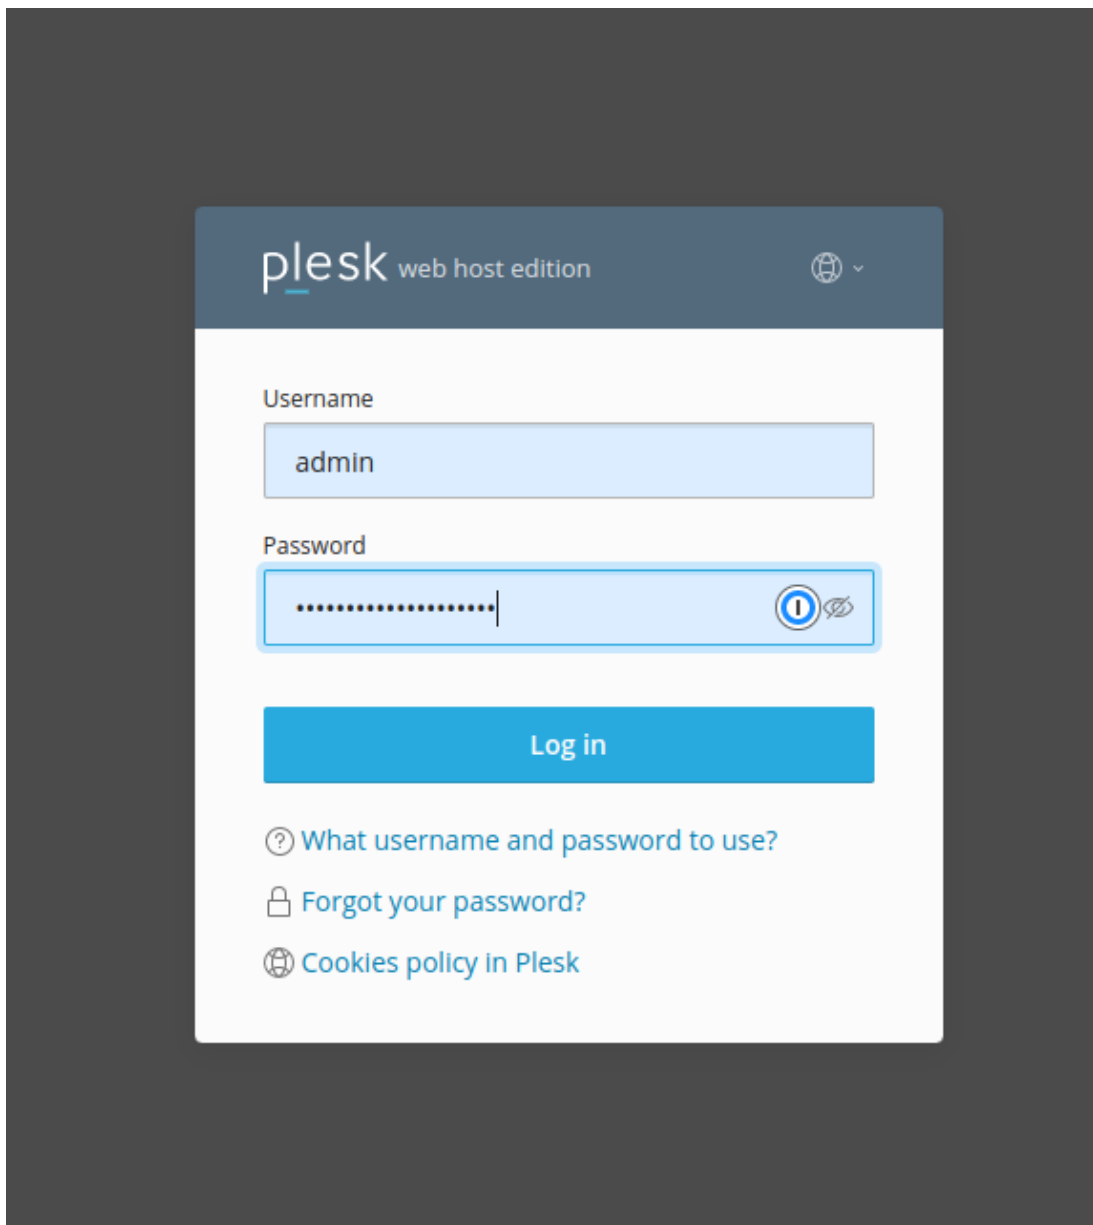 plesk web host edition
Username
admin
Password
••••••••••••••••••••
Log in
What username and password to use?
Forgot your password?
Cookies policy in Plesk